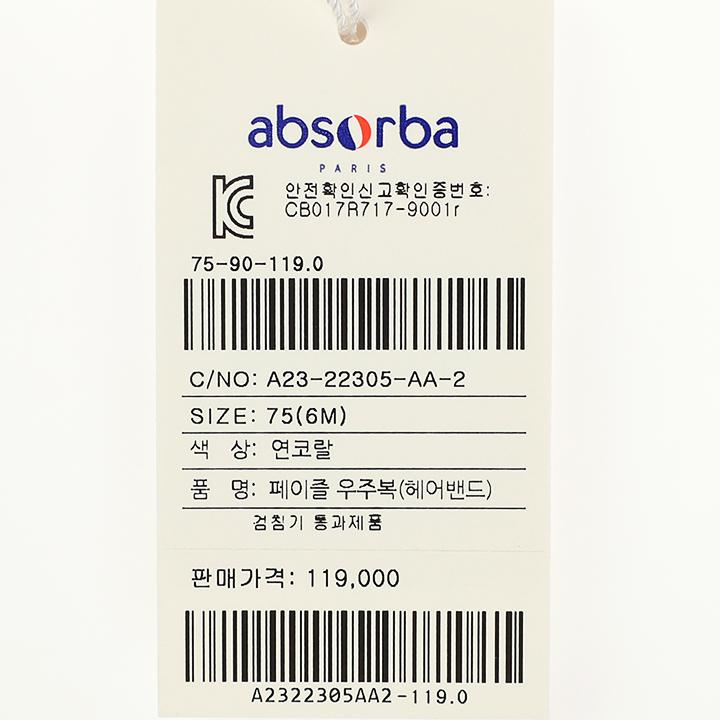 absorba
PARIS
안전확인신고확인증번호:
CB017R717-9001r
75-90-119.0
C/NO: A23-22305-AA-2
SIZE: 75(6M)
색 상: 연코랄
품 명: 페이즐 우주복(헤어밴드)
검침기 통과제품
판매가격: 119,000
A2322305AA2-119.0